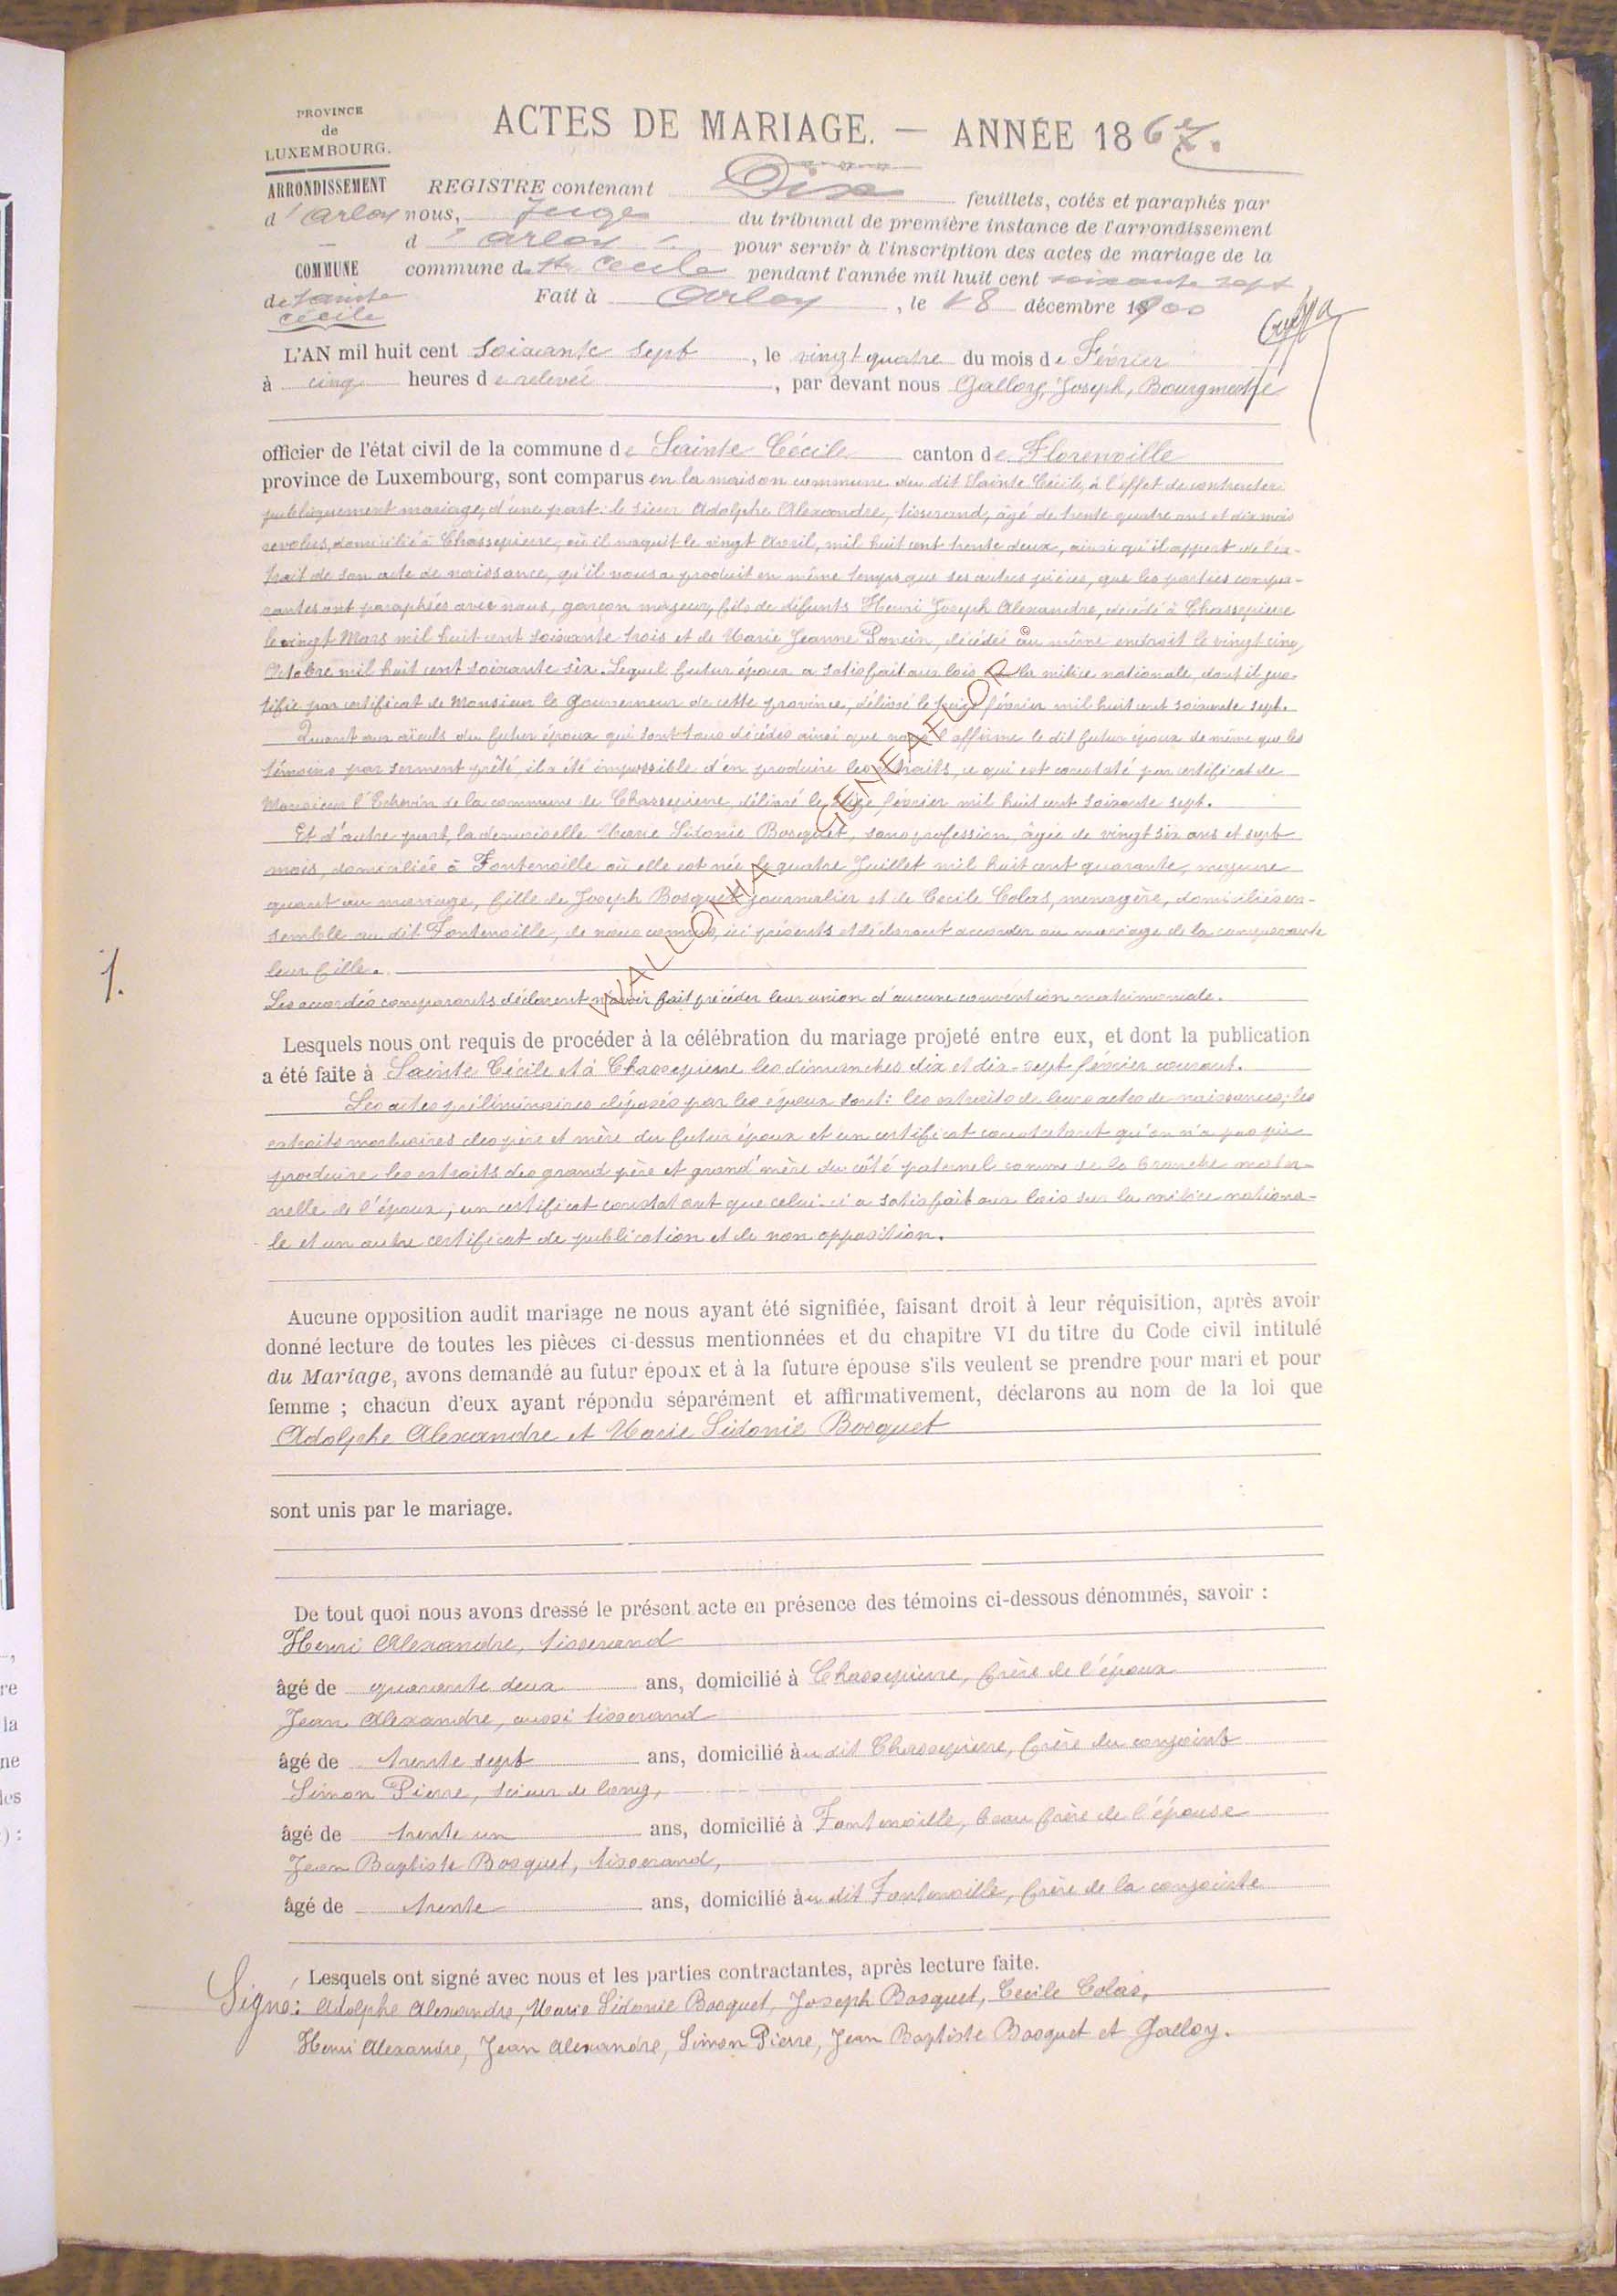 PROVINCE
de
LUXEMBOURG.
ARRONDISSEMENT
d'Arlon
COMMUNE
de Sainte
Cécile
ACTES DE MARIAGE. — ANNÉE 1867.
REGISTRE contenant Dix feuillets, cotés et paraphés par
nous, Juge du tribunal de première instance de l'arrondissement
d'Arlon pour servir à l'inscription des actes de mariage de la
commune de Ste Cécile pendant l'année mil huit cent soixante sept
Fait à Arlon, le 18 décembre 1900
L'AN mil huit cent soixante sept, le vingt quatre du mois de Février
à cinq heures de relevée, par devant nous Galloy, Joseph, Bourgmestre
officier de l'état civil de la commune de Sainte Cécile canton de Florenville
province de Luxembourg, sont comparus en la maison commune du dit Sainte Cécile, à l'effet de contracter
publiquement mariage, d'une part: le sieur Adolphe Alexandre, tisserand, âgé de trente quatre ans et dix mois
revolus, domicilié à Chassepierre, où il naquit le vingt Avril, mil huit cent trente deux, ainsi qu'il appert de l'ex-
trait de son acte de naissance, qu'il nous a produit en même temps que ses autres pièces, que les parties compa-
rantes ont paraphées avec nous, garçon majeur, fils de défunts Henri Joseph Alexandre, décédé à Chassepierre
le vingt Mars mil huit cent soixante trois et de Marie Jeanne Poncin, décédée au même endroit le vingt cinq
Octobre mil huit cent soixante six. Lequel futur époux a satisfait aux lois sur la milice nationale, dont il jus-
tifie par certificat de Monsieur le Gouverneur de cette province, délivré le février mil huit cent soixante sept.
Quant aux aïeuls du futur époux qui sont tous décédés ainsi que nous l'affirme le dit futur époux de même que les
témoins par serment prêté, il a été impossible d'en produire les extraits, ce qui est constaté par certificat de
Monsieur l'Echevin de la commune de Chassepierre, délivré le février mil huit cent soixante sept.
Et d'autre part, la demoiselle Marie Sidonie Bosquet, sans profession, âgée de vingt six ans et sept
mois, domiciliée à Fontenoille où elle est née le quatre Juillet mil huit cent quarante, majeure
quant au mariage, fille de Joseph Bosquet journalier et de Cecile Colas, menagère, domiciliés en-
semble au dit Fontenoille, de nous connus, ici présents et déclarant accorder au mariage de la comparante
leur fille.
1.
Les accordés comparants déclarent n'avoir fait précéder leur union d'aucune convention matrimoniale.
Lesquels nous ont requis de procéder à la célébration du mariage projeté entre eux, et dont la publication
a été faite à Sainte Cécile et à Chassepierre les dimanches dix et dix-sept février courant.
Les actes préliminaires déposés par les époux sont: les extraits de leurs actes de naissances; les
extraits mortuaires des père et mère du futur époux et un certificat constatant qu'on n'a pas pu
produire les extraits des grand père et grand'mère du côté paternel comme de la branche mater-
nelle de l'époux; un certificat constatant que celui-ci a satisfait aux lois sur la milice nationa-
le et un autre certificat de publication et de non opposition.
Aucune opposition audit mariage ne nous ayant été signifiée, faisant droit à leur réquisition, après avoir
donné lecture de toutes les pièces ci-dessus mentionnées et du chapitre VI du titre du Code civil intitulé
du Mariage, avons demandé au futur époux et à la future épouse s'ils veulent se prendre pour mari et pour
femme ; chacun d'eux ayant répondu séparément et affirmativement, déclarons au nom de la loi que
Adolphe Alexandre et Marie Sidonie Bosquet
sont unis par le mariage.
De tout quoi nous avons dressé le présent acte en présence des témoins ci-dessous dénommés, savoir :
Henri Alexandre, tisserand
âgé de quarante deux ans, domicilié à Chassepierre, frère de l'époux
Jean Alexandre, aussi tisserand
âgé de trente sept ans, domicilié au dit Chassepierre, frère du conjoint
Simon Pierre, scieur de long,
âgé de trente un ans, domicilié à Fontenoille, beau frère de l'épouse
Jean Baptiste Bosquet, tisserand,
âgé de trente ans, domicilié au dit Fontenoille, frère de la conjointe
Lesquels ont signé avec nous et les parties contractantes, après lecture faite.
Signé: Adolphe Alexandre, Marie Sidonie Bosquet, Joseph Bosquet, Cecile Colas,
Henri Alexandre, Jean Alexandre, Simon Pierre, Jean Baptiste Bosquet et Galloy.
WALLONIA GENEAFLOR ©